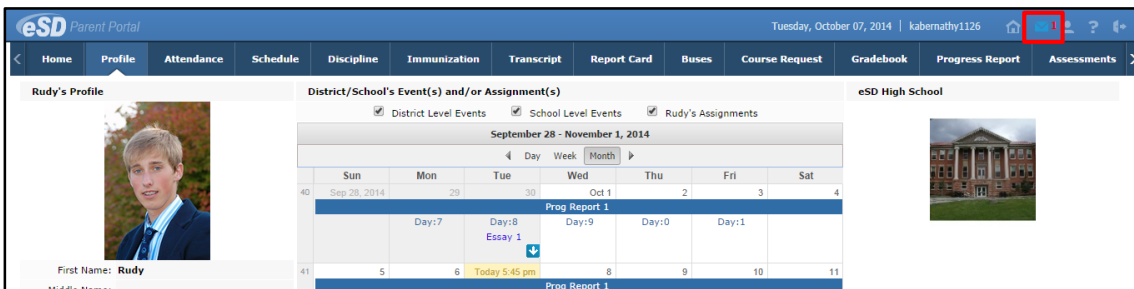 eSD Parent Portal
Tuesday, October 07, 2014 | kabernathy1126
1
?
Home Profile Attendance Schedule Discipline Immunization Transcript Report Card Buses Course Request Gradebook Progress Report Assessments
Rudy's Profile
District/School's Event(s) and/or Assignment(s)
eSD High School
District Level Events School Level Events Rudy's Assignments
September 28 - November 1, 2014
Day Week Month
Sun Mon Tue Wed Thu Fri Sat
40 Sep 28, 2014 29 30 Oct 1 2 3 4
Prog Report 1
Day:7 Day:8 Day:9 Day:0 Day:1
Essay 1
First Name: Rudy
41 5 6 Today 5:45 pm 8 9 10 11
Middle Name:
Prog Report 1